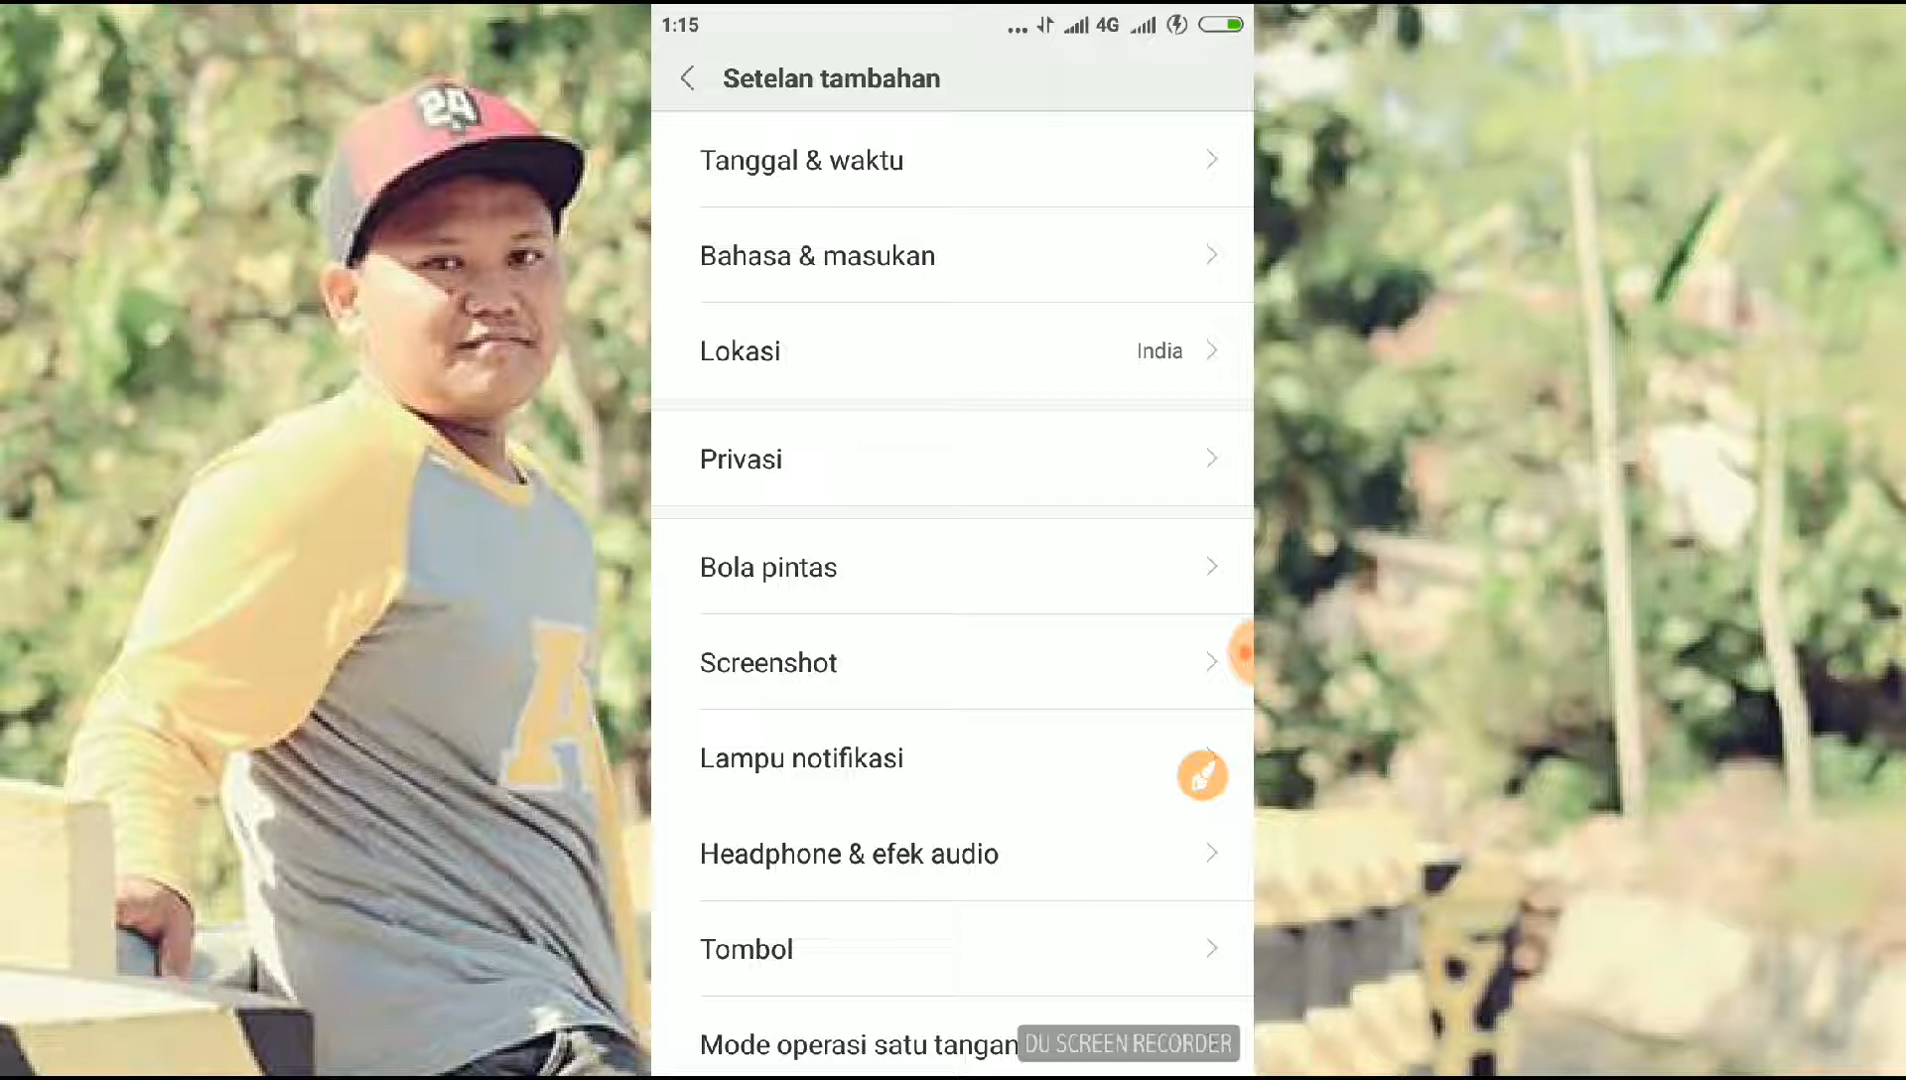 24
1:15
... 4G
Setelan tambahan
Tanggal & waktu
Bahasa & masukan
Lokasi India
Privasi
Bola pintas
Screenshot
Lampu notifikasi
Headphone & efek audio
Tombol
Mode operasi satu tangan
DU SCREEN RECORDER
A